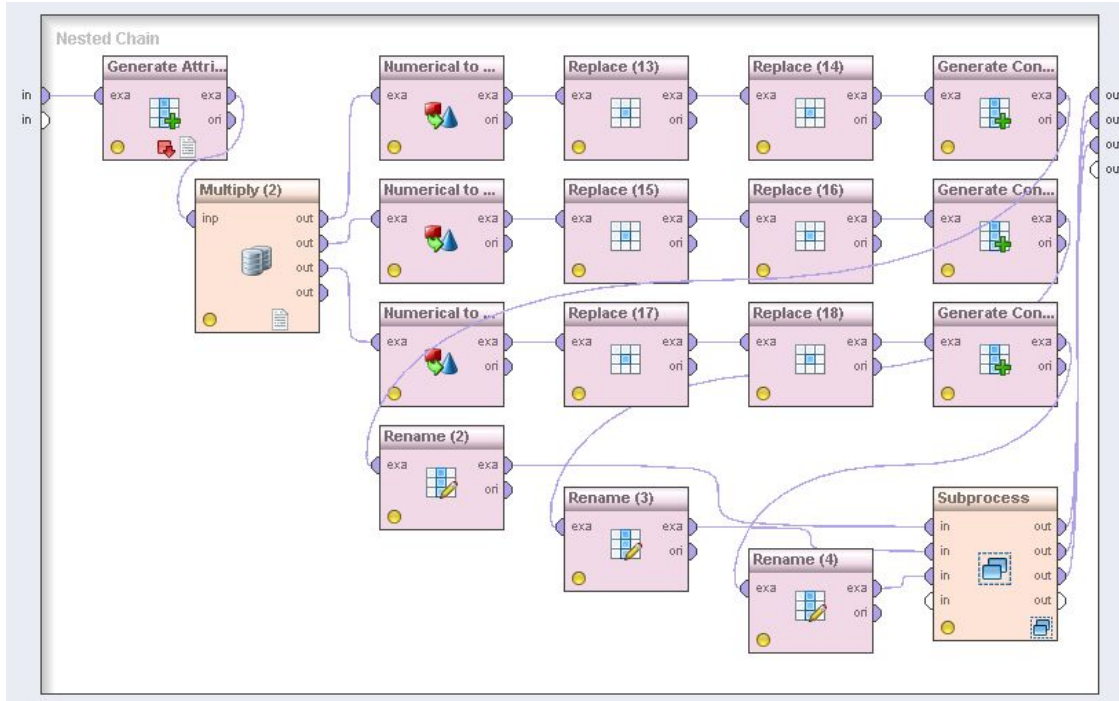 Nested Chain
Generate Attri...
Numerical to ...
Replace (13)
Replace (14)
Generate Con...
in
exa
exa
exa
exa
exa
exa
exa
exa
exa
exa
ou
in
ori
ori
ori
ori
ori
ou
ou
ou
Multiply (2)
Numerical to ...
Replace (15)
Replace (16)
Generate Con...
inp
out
exa
exa
exa
exa
exa
exa
exa
exa
out
ori
ori
ori
ori
out
out
Numerical to ...
Replace (17)
Replace (18)
Generate Con...
exa
exa
exa
exa
exa
exa
exa
exa
ori
ori
ori
ori
Rename (2)
exa
exa
ori
Rename (3)
exa
exa
ori
Rename (4)
exa
exa
ori
Subprocess
in
out
in
out
in
out
in
out